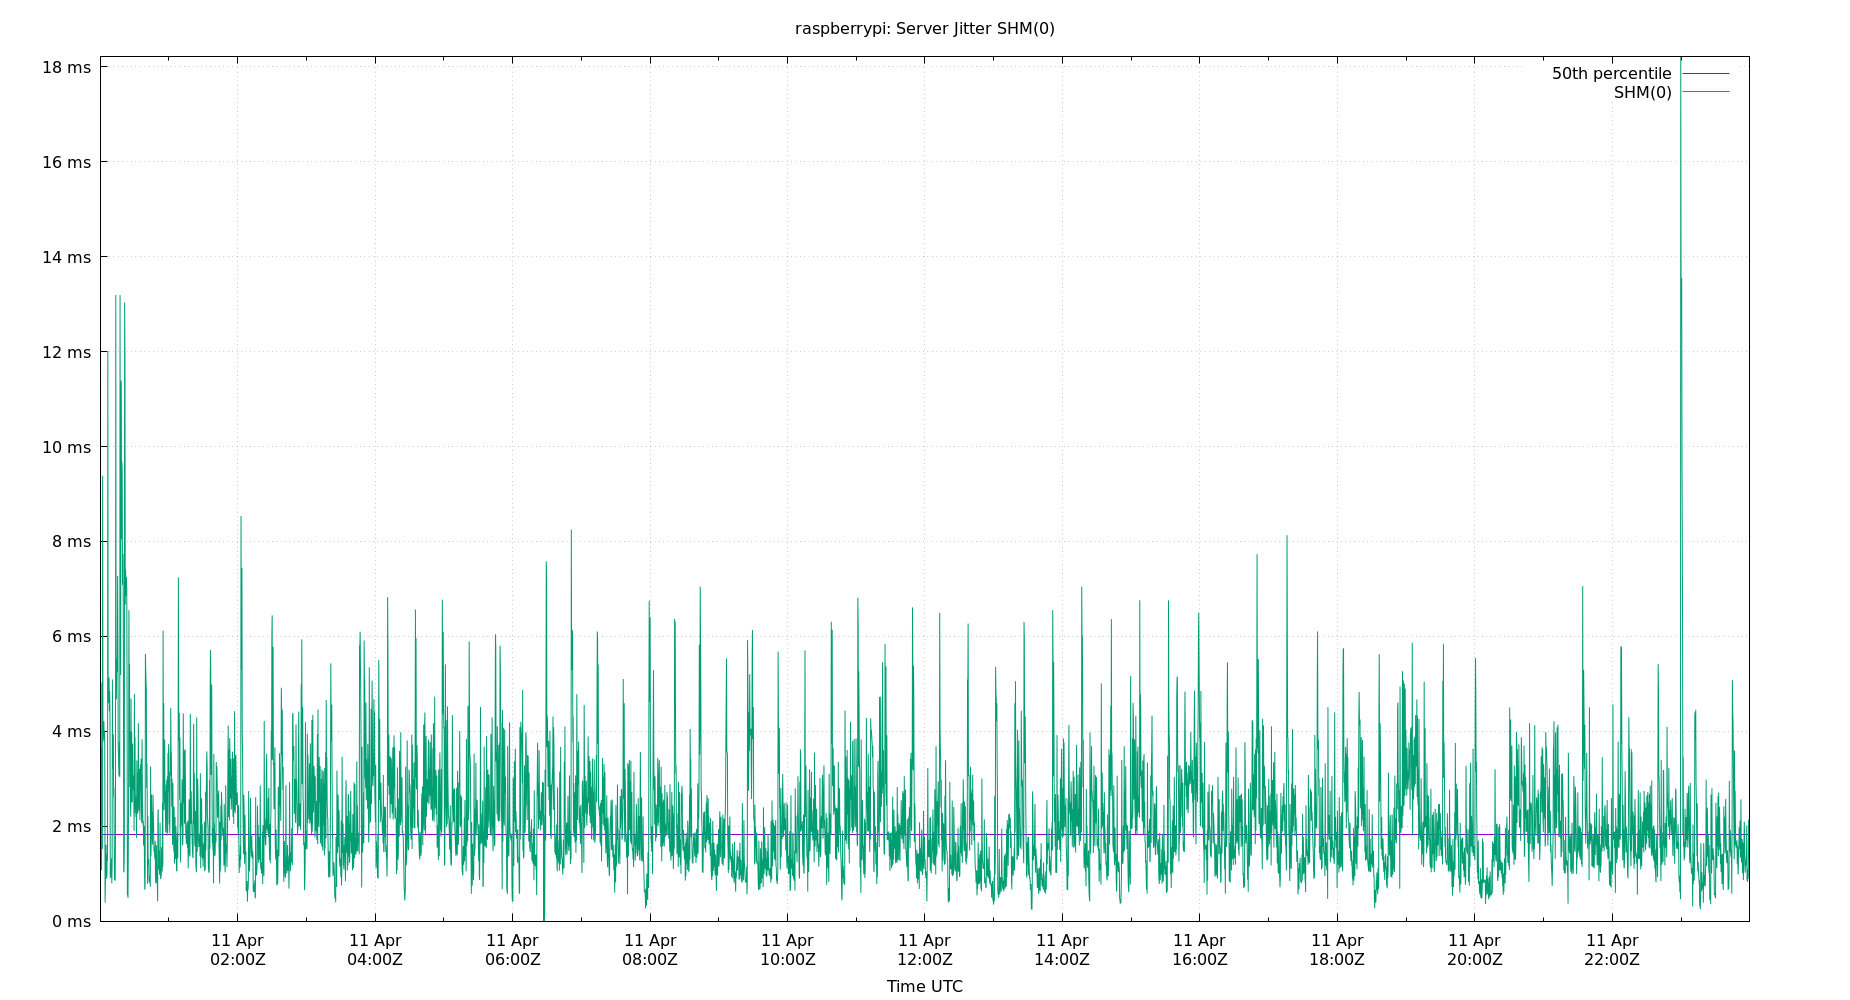 raspberrypi: Server Jitter SHM(0)
18 ms
50th percentile
SHM(0)
16 ms
14 ms
12 ms
10 ms
8 ms
6 ms
4 ms
2 ms
0 ms
11 Apr 11 Apr 11 Apr 11 Apr 11 Apr 11 Apr 11 Apr 11 Apr 11 Apr 11 Apr 11 Apr
02:00Z 04:00Z 06:00Z 08:00Z 10:00Z 12:00Z 14:00Z 16:00Z 18:00Z 20:00Z 22:00Z
Time UTC